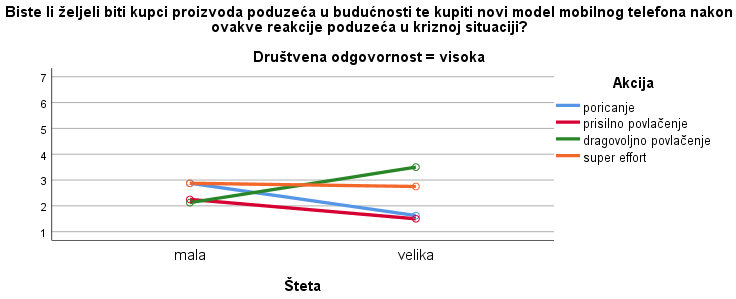 Biste li željeli biti kupci proizvoda poduzeća u budućnosti te kupiti novi model mobilnog telefona nakon
ovakve reakcije poduzeća u kriznoj situaciji?
Društvena odgovornost = visoka
7
6
5
4
3
2
1
mala
velika
Šteta
Akcija
poricanje
prisilno povlačenje
dragovoljno povlačenje
super effort